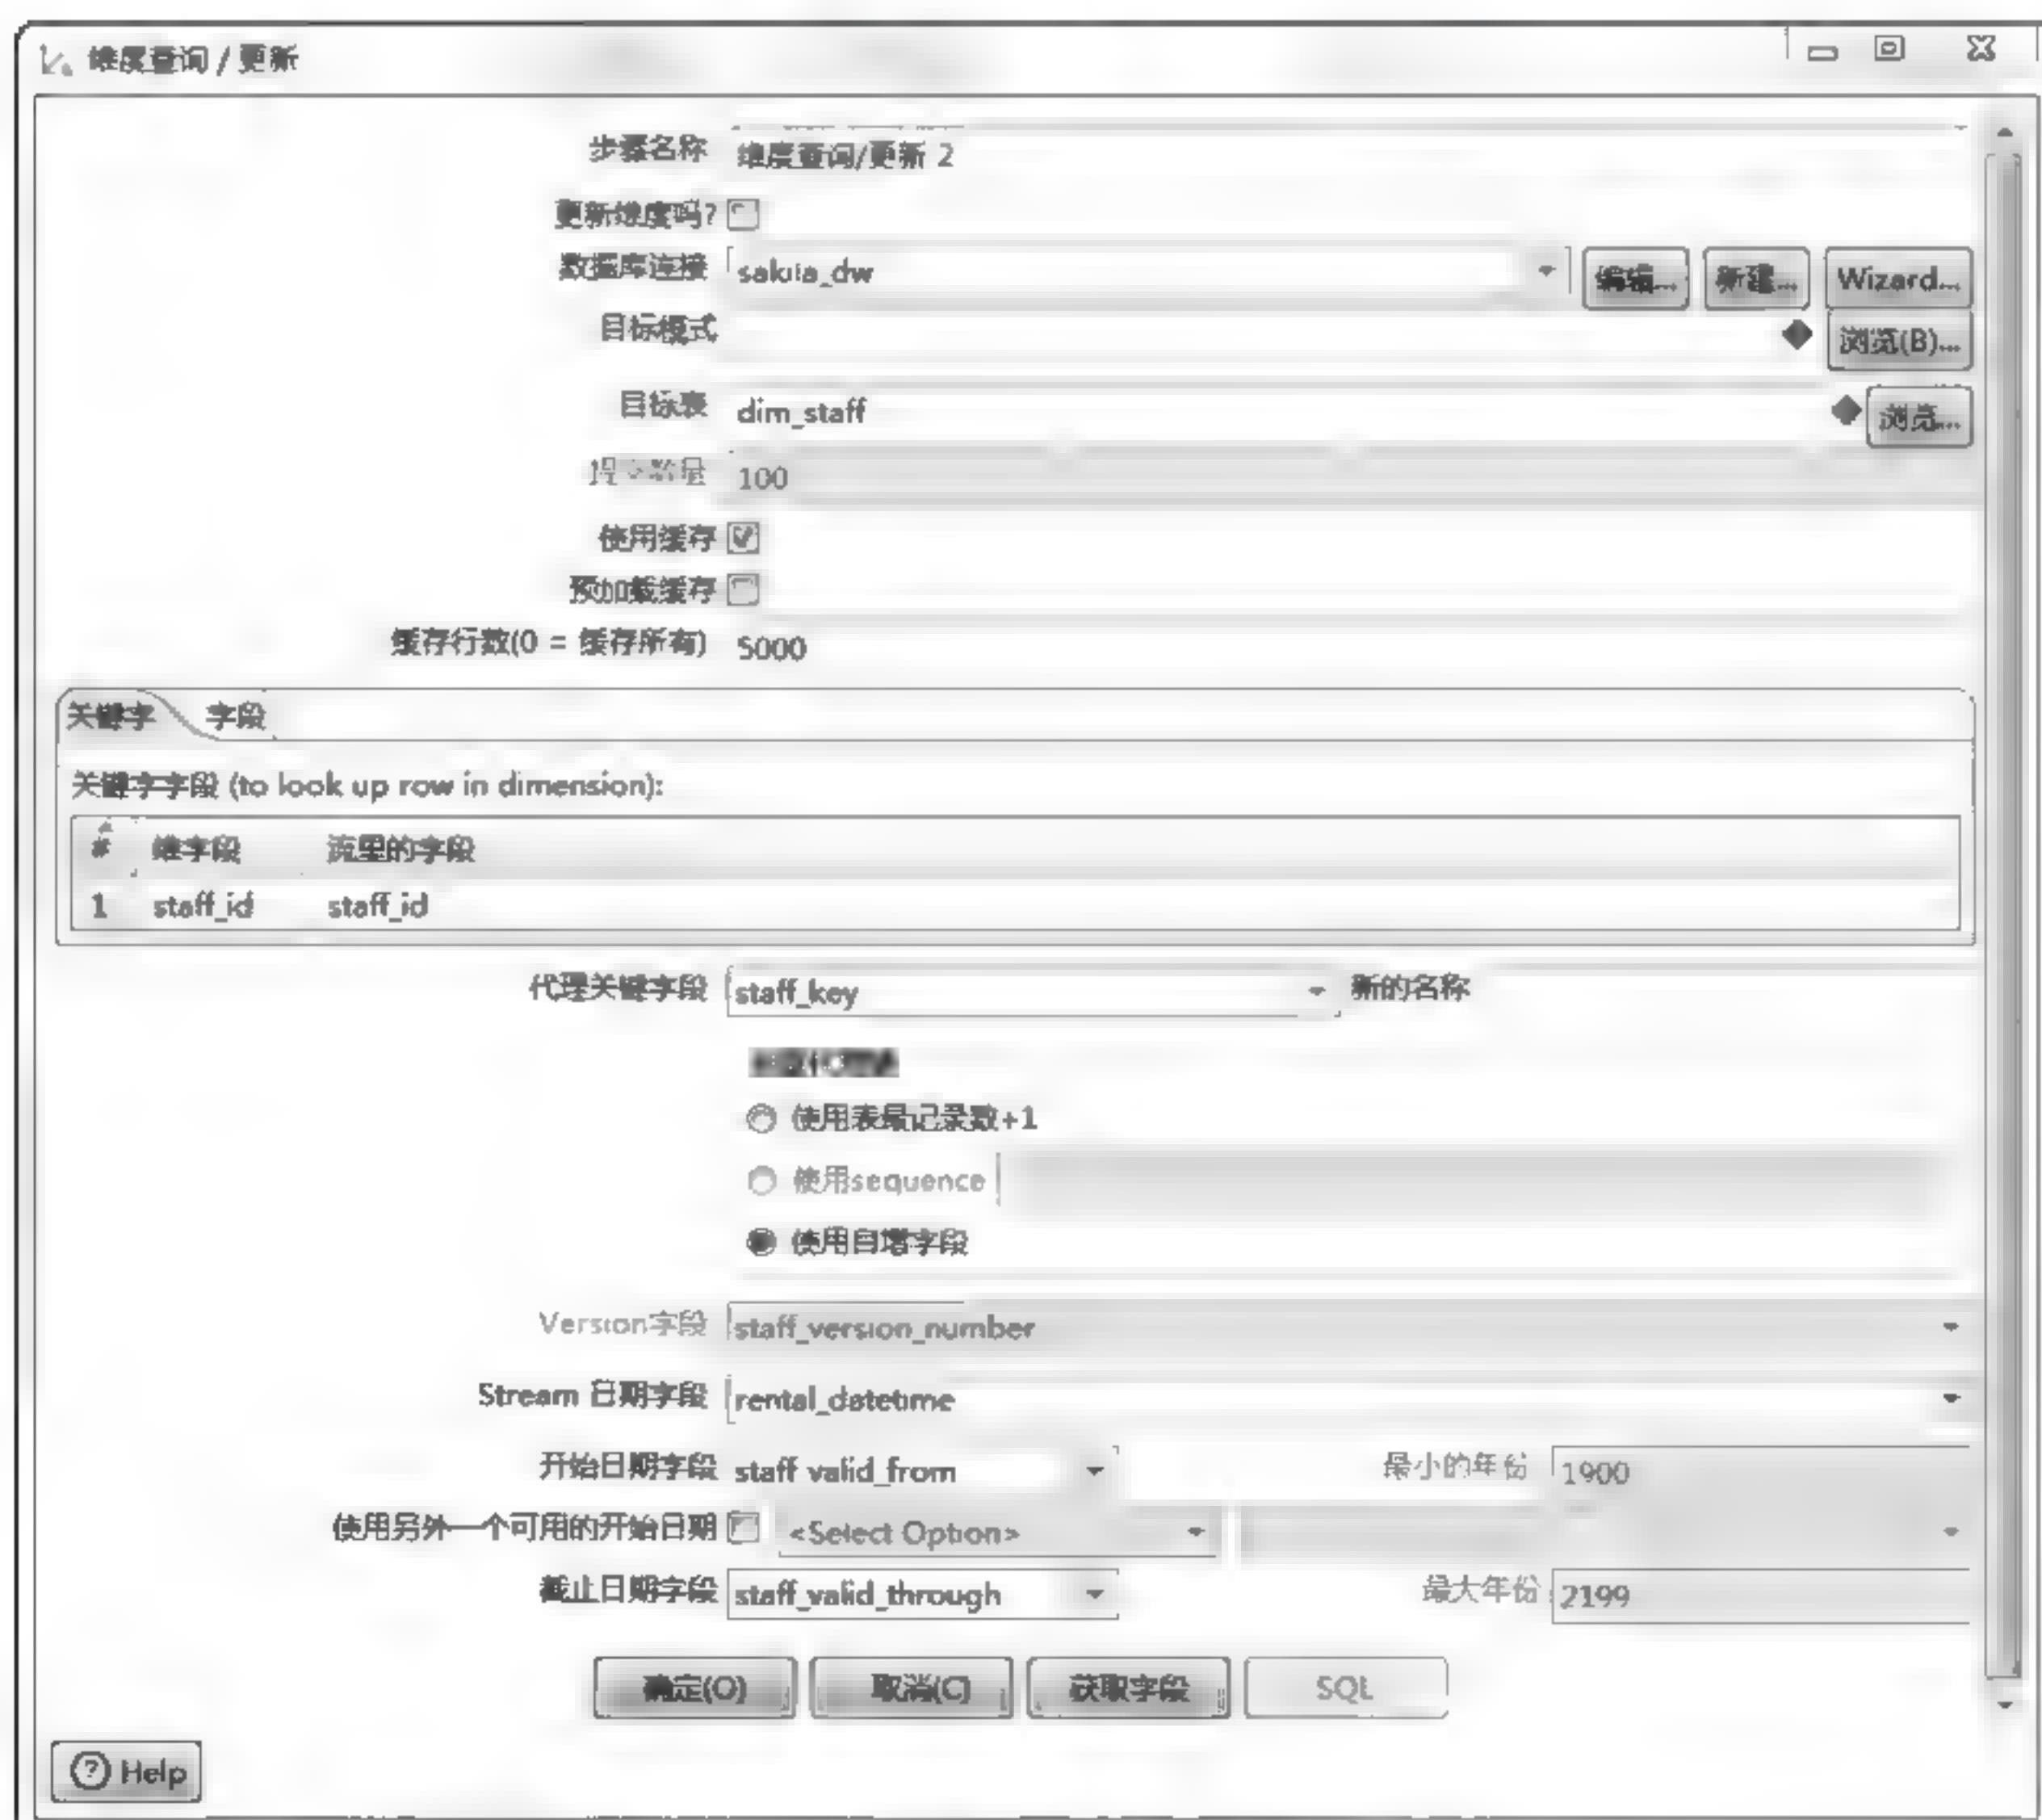 维度查询 / 更新
步骤名称 维度查询/更新 2
更新维度吗?
数据库连接 sakila_dw 编辑... 新建... Wizard...
目标模式 浏览(B)...
目标表 dim_staff 浏览...
提交数量 100
使用缓存
预加载缓存
缓存行数(0 = 缓存所有) 5000
关键字 字段
关键字字段 (to look up row in dimension):
# 维字段 流里的字段
1 staff_id staff_id
代理关键字段 staff_key 新的名称
使用表最记录数+1
使用sequence
使用自增字段
Version字段 staff_version_number
Stream 日期字段 rental_datetime
开始日期字段 staff_valid_from 最小的年份 1900
使用另外一个可用的开始日期 <Select Option>
截止日期字段 staff_valid_through 最大年份 2199
确定(O) 取消(C) 获取字段 SQL
Help